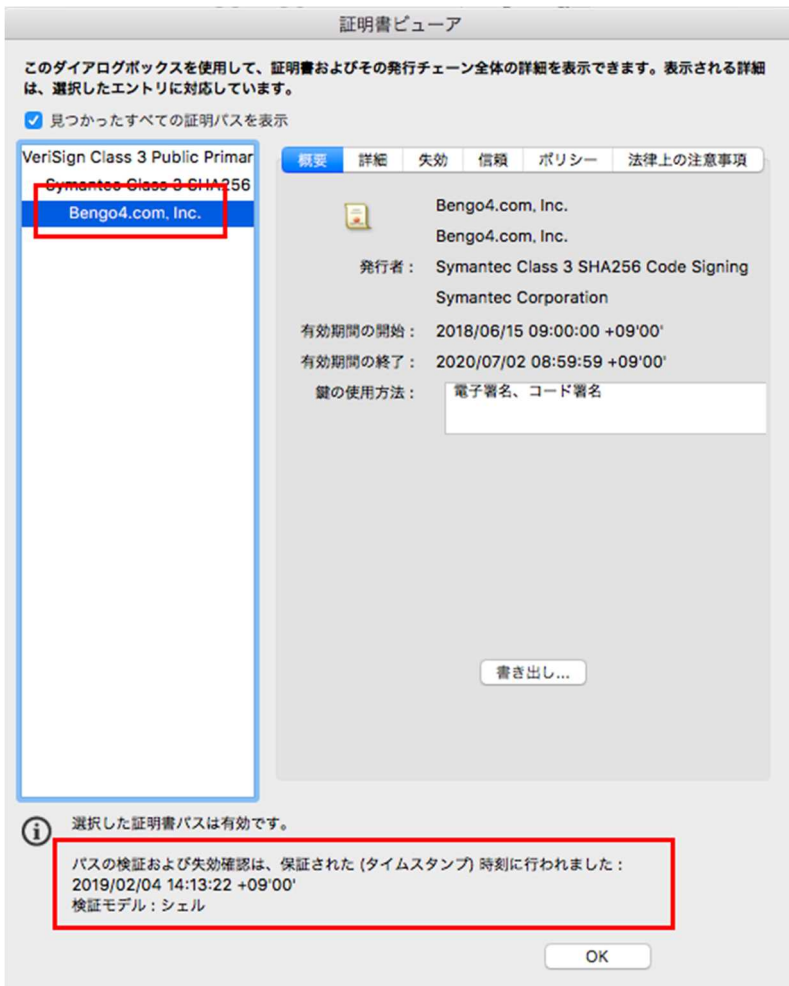 証明書ビューア
このダイアログボックスを使用して、証明書およびその発行チェーン全体の詳細を表示できます。表示される詳細
は、選択したエントリに対応しています。
見つかったすべての証明パスを表示
VeriSign Class 3 Public Primar
Symantec Class 3 SHA256
Bengo4.com, Inc.
概要 詳細 失効 信頼 ポリシー 法律上の注意事項
Bengo4.com, Inc.
Bengo4.com, Inc.
発行者： Symantec Class 3 SHA256 Code Signing
Symantec Corporation
有効期間の開始： 2018/06/15 09:00:00 +09'00'
有効期間の終了： 2020/07/02 08:59:59 +09'00'
鍵の使用方法： 電子署名、コード署名
書き出し...
選択した証明書パスは有効です。
パスの検証および失効確認は、保証された (タイムスタンプ) 時刻に行われました：
2019/02/04 14:13:22 +09'00'
検証モデル：シェル
OK